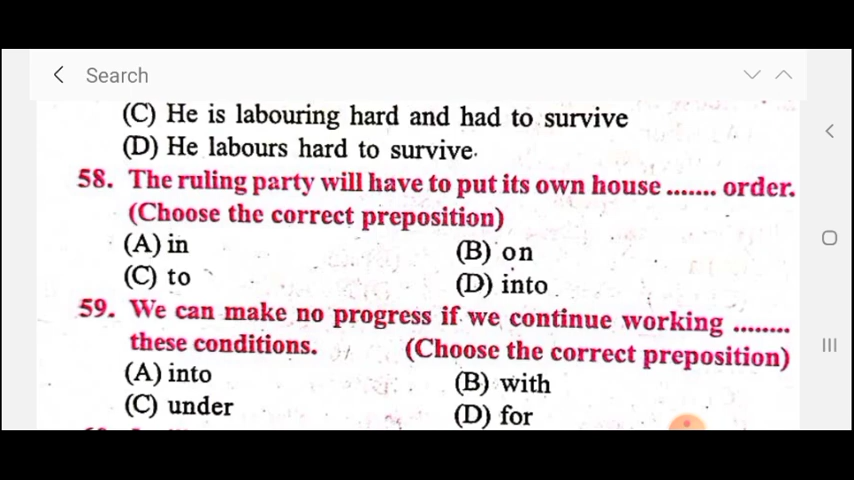 Search
(C) He is labouring hard and had to survive
(D) He labours hard to survive.
58. The ruling party will have to put its own house ....... order.
(Choose the correct preposition)
(A) in
(B) on
(C) to
(D) into
59. We can make no progress if we continue working ........
these conditions. (Choose the correct preposition)
(A) into
(B) with
(C) under
(D) for